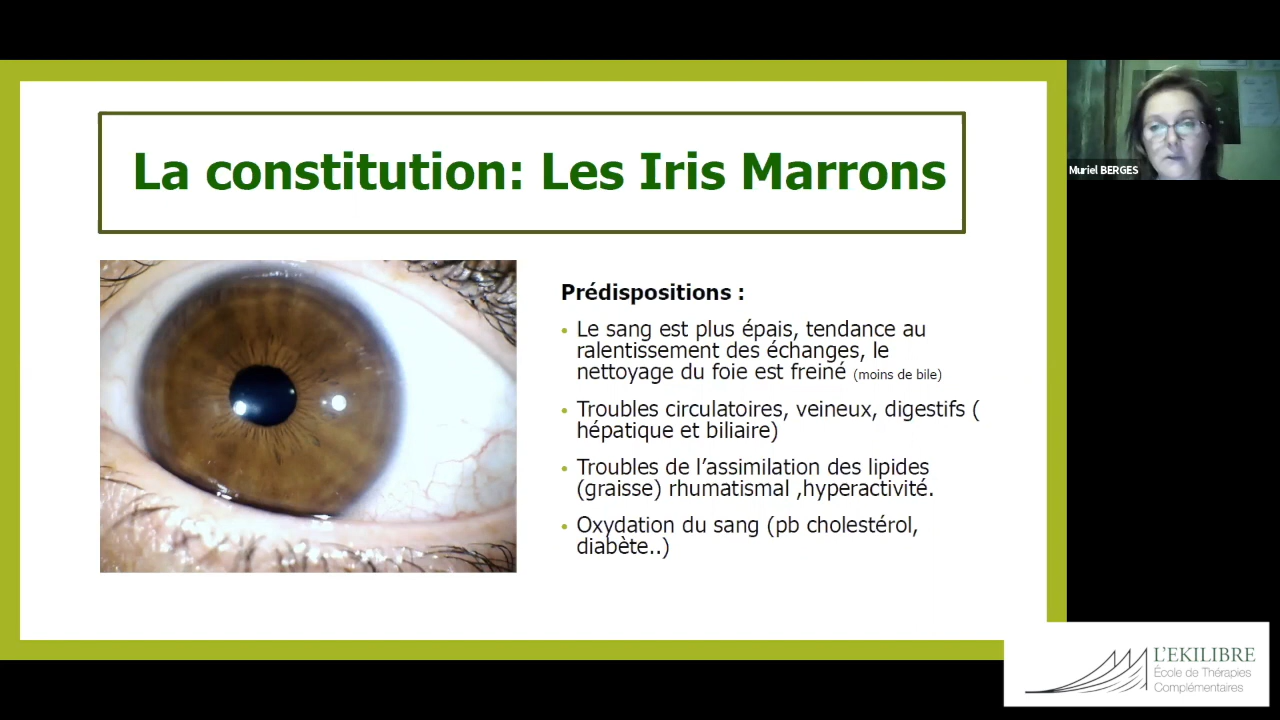 La constitution: Les Iris Marrons
Muriel BERGES
Prédispositions :
• Le sang est plus épais, tendance au
ralentissement des échanges, le
nettoyage du foie est freiné (moins de bile)
• Troubles circulatoires, veineux, digestifs (
hépatique et biliaire)
• Troubles de l’assimilation des lipides
(graisse) rhumatismal ,hyperactivité.
• Oxydation du sang (pb cholestérol,
diabète..)
L'EKILIBRE
École de Thérapies
Complémentaires